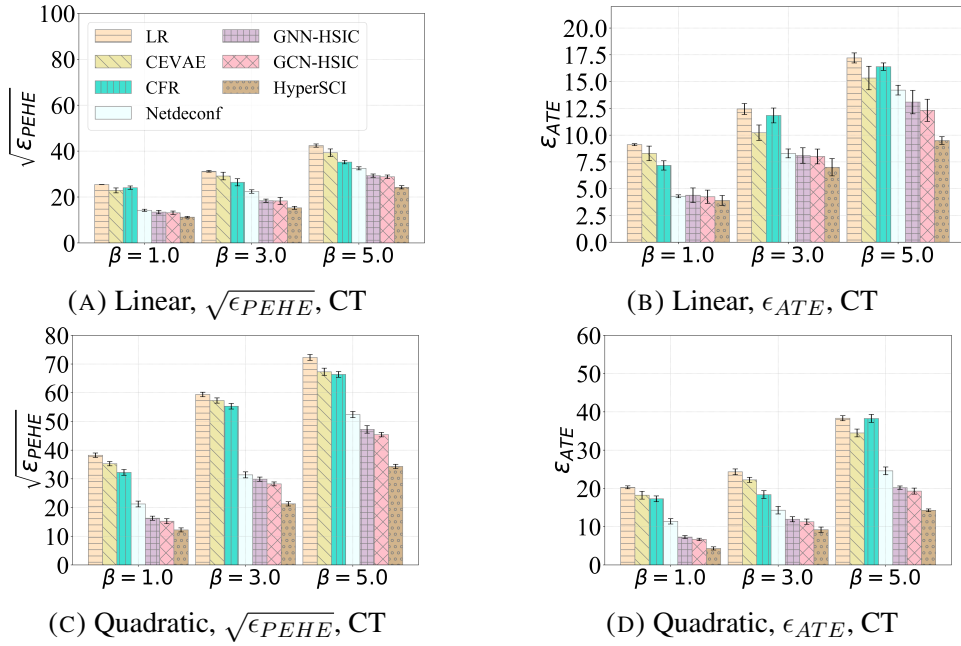 100
80
60
40
20
0
√ε_PEHE
LR
CEVAE
CFR
Netdeconf
GNN-HSIC
GCN-HSIC
HyperSCI
β = 1.0 β = 3.0 β = 5.0
(A) Linear, √ϵ_PEHE, CT
20.0
17.5
15.0
12.5
10.0
7.5
5.0
2.5
0.0
ε_ATE
β = 1.0 β = 3.0 β = 5.0
(B) Linear, ϵ_ATE, CT
80
70
60
50
40
30
20
10
0
√ε_PEHE
β = 1.0 β = 3.0 β = 5.0
(C) Quadratic, √ϵ_PEHE, CT
60
50
40
30
20
10
0
ε_ATE
β = 1.0 β = 3.0 β = 5.0
(D) Quadratic, ϵ_ATE, CT